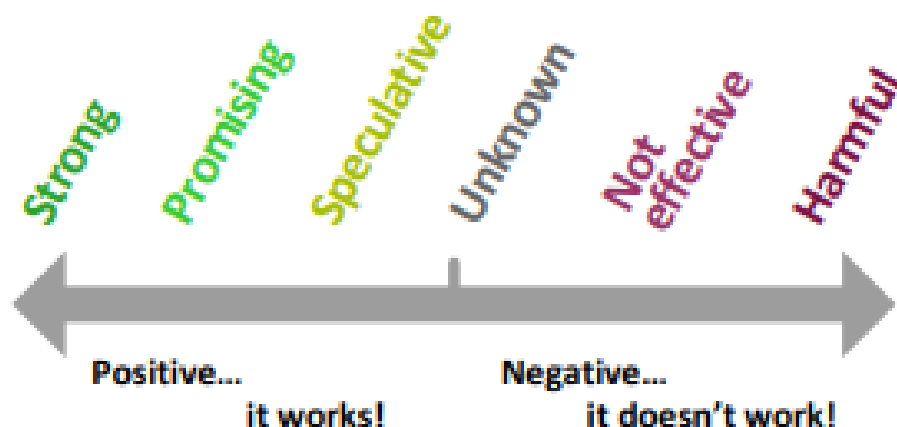 Strong
Promising
Speculative
Unknown
Not
effective
Harmful
Positive...
it works!
Negative...
it doesn't work!